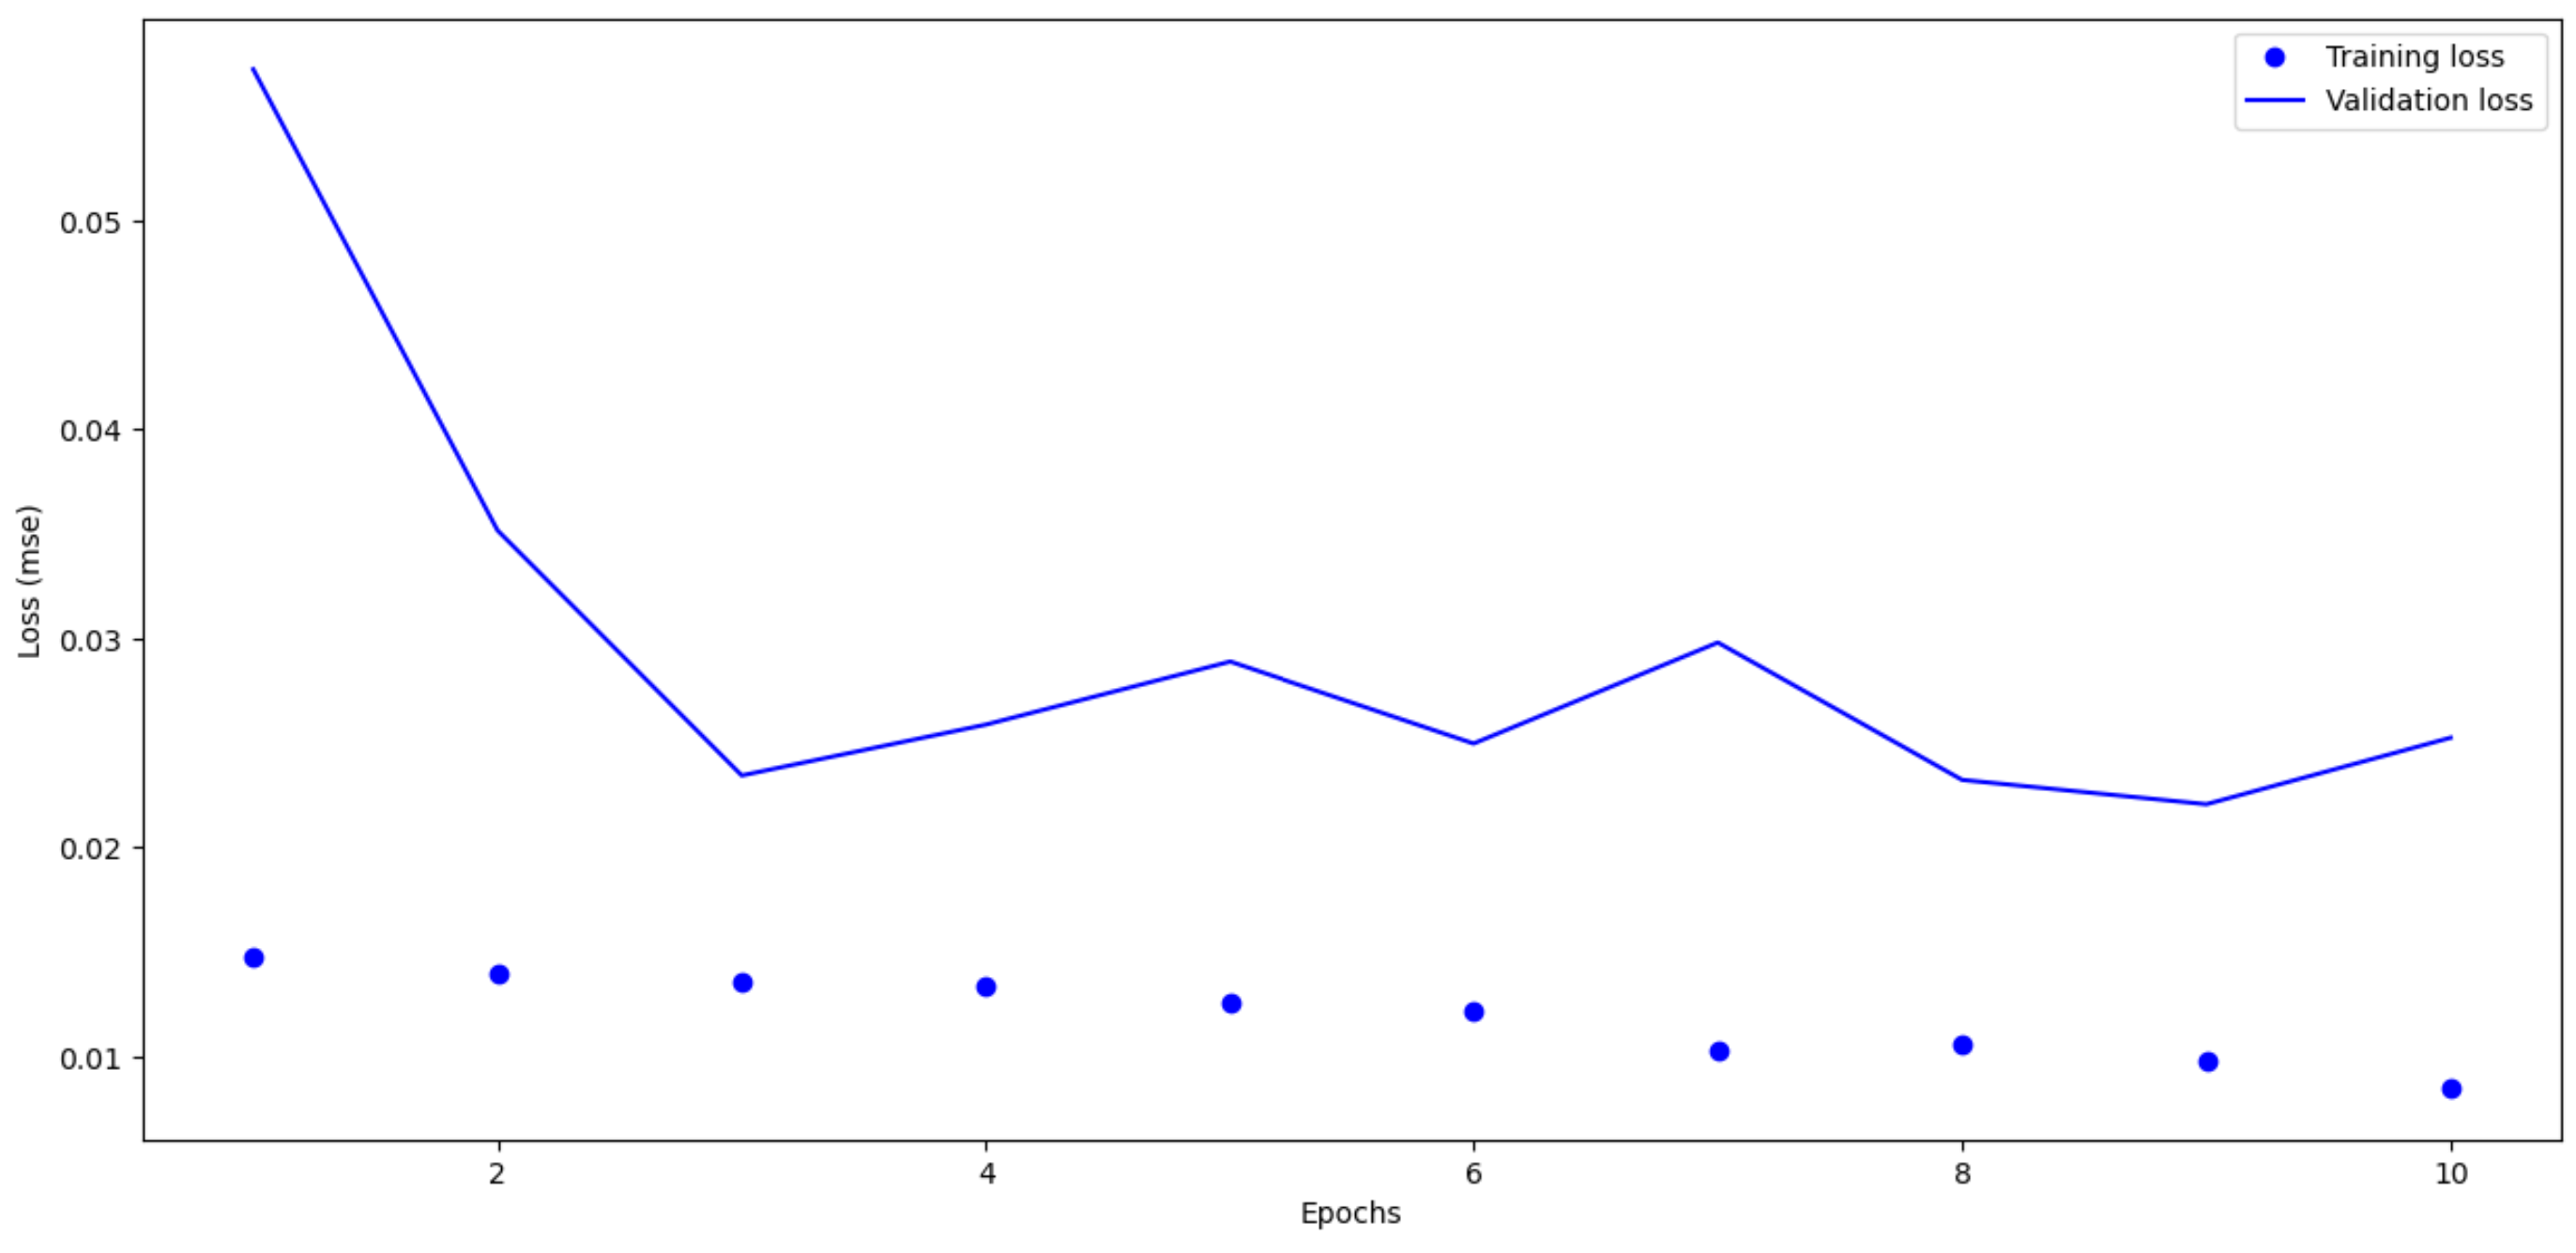 Training loss
Validation loss
0.05
0.04
0.03
0.02
0.01
Loss (mse)
2 4 6 8 10
Epochs